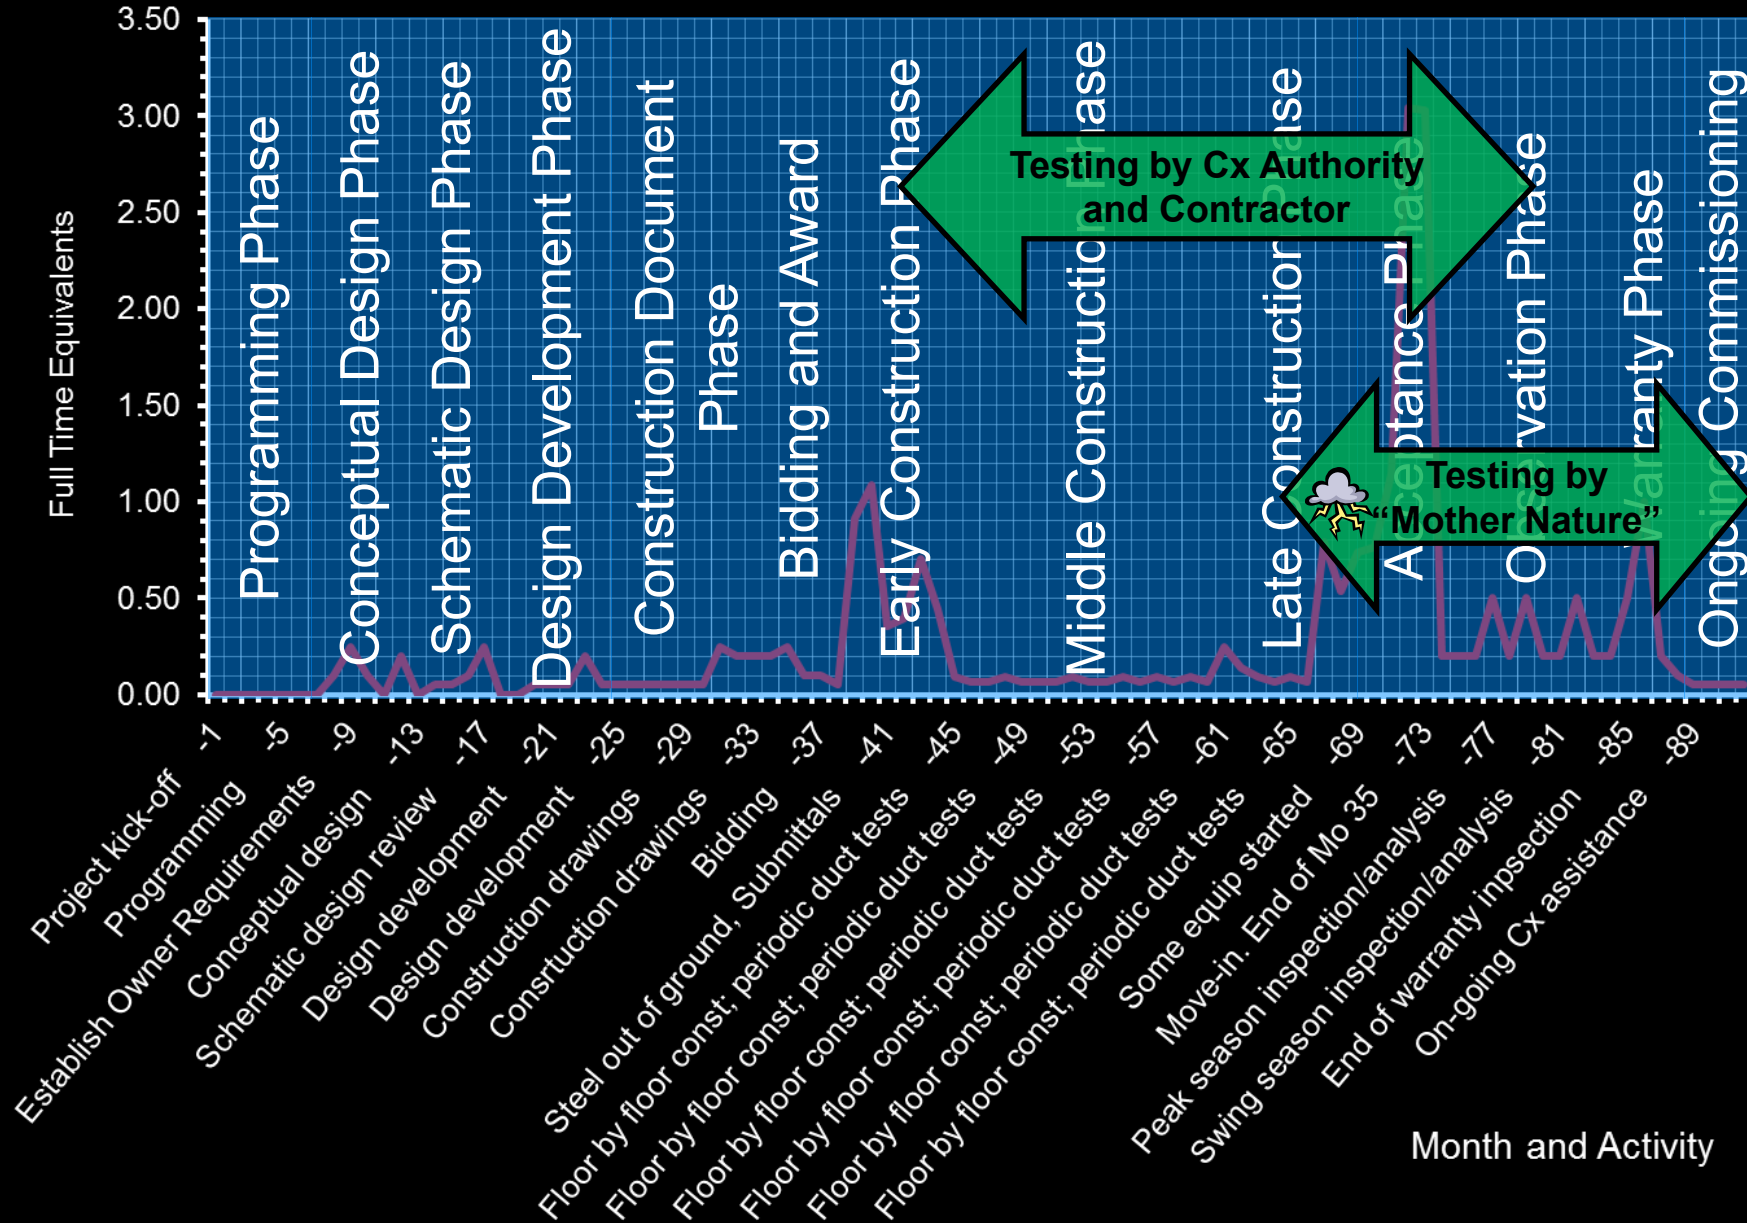 3.50
3.00
2.50
2.00
1.50
1.00
0.50
0.00
Full Time Equivalents
Programming Phase
Conceptual Design Phase
Schematic Design Phase
Design Development Phase
Construction Document
Phase
Bidding and Award
Early Construction Phase
Middle Construction Phase
Late Construction Phase
Acceptance Phase
Observation Phase
Warranty Phase
Ongoing Commissioning
Testing by Cx Authority
and Contractor
Testing by
“Mother Nature”
-1
-5
-9
-13
-17
-21
-25
-29
-33
-37
-41
-45
-49
-53
-57
-61
-65
-69
-73
-77
-81
-85
-89
Project kick-off
Programming
Establish Owner Requirements
Conceptual design
Schematic design review
Design development
Design development
Construction drawings
Consrtuction drawings
Bidding
Steel out of ground, Submittals
Floor by floor const; periodic duct tests
Floor by floor const; periodic duct tests
Floor by floor const; periodic duct tests
Floor by floor const; periodic duct tests
Floor by floor const; periodic duct tests
Floor by floor const; periodic duct tests
Some equip started
Move-in. End of Mo 35
Peak season inspection/analysis
Swing season inspection/analysis
End of warranty inpsection
On-going Cx assistance
Month and Activity